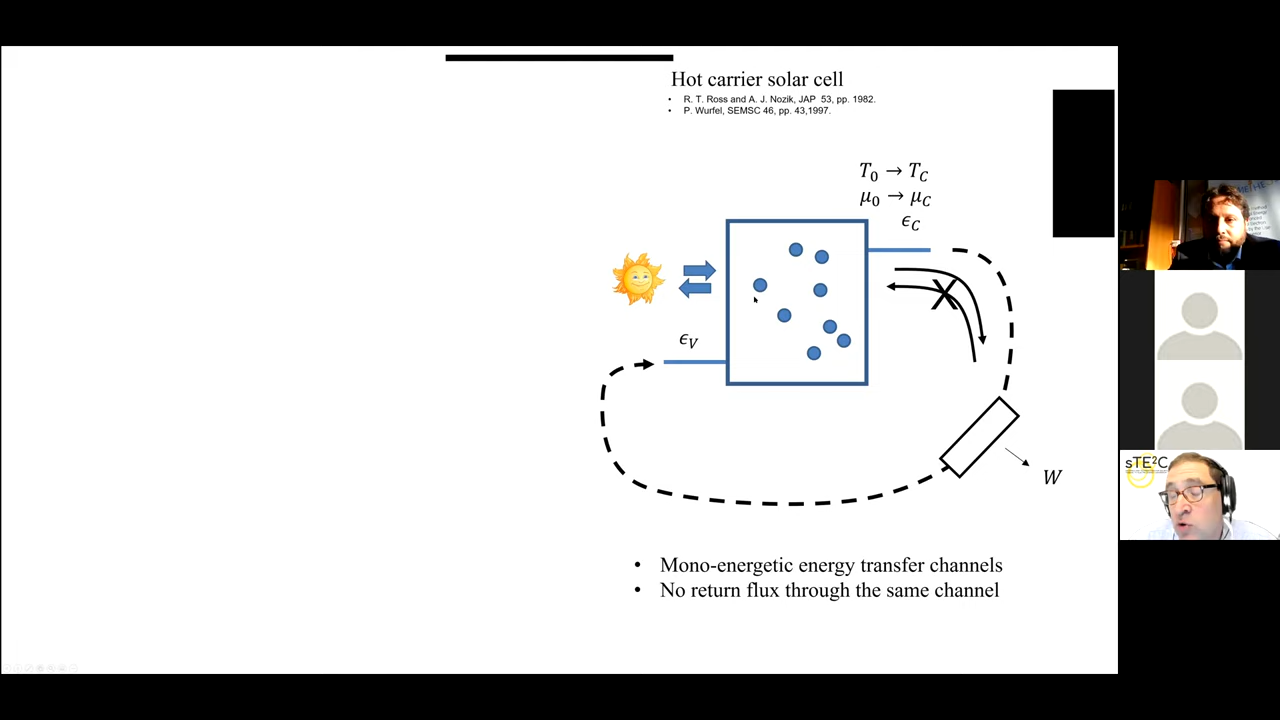 Hot carrier solar cell
• R. T. Ross and A. J. Nozik, JAP 53, pp. 1982.
• P. Wurfel, SEMSC 46, pp. 43,1997.
T₀ → T_C
μ₀ → μ_C
ϵ_C
X
ϵ_V
sTE²C
W
• Mono-energetic energy transfer channels
• No return flux through the same channel